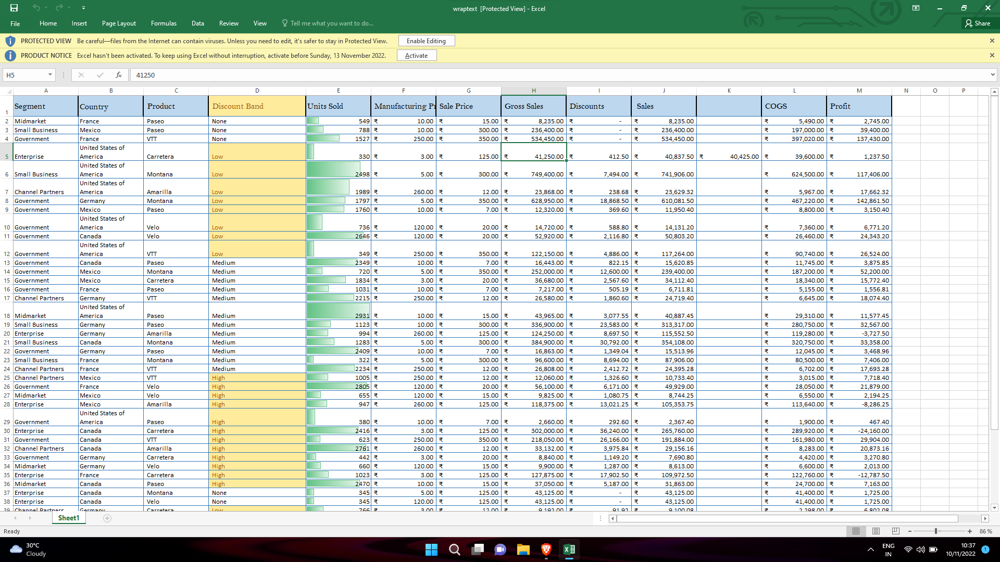 wraptext [Protected View] - Excel
File Home Insert Page Layout Formulas Data Review View Tell me what you want to do... Share
PROTECTED VIEW Be careful—files from the Internet can contain viruses. Unless you need to edit, it's safer to stay in Protected View. Enable Editing
PRODUCT NOTICE Excel hasn't been activated. To keep using Excel without interruption, activate before Sunday, 13 November 2022. Activate
H5 fx 41250
A B C D E F G H I J K L M N O P
1 Segment Country Product Discount Band Units Sold Manufacturing Pr Sale Price Gross Sales Discounts Sales COGS Profit
2 Midmarket France Paseo None 549 ₹ 10.00 ₹ 15.00 ₹ 8,235.00 ₹ - ₹ 8,235.00 ₹ 5,490.00 ₹ 2,745.00
3 Small Business Mexico Paseo None 788 ₹ 10.00 ₹ 300.00 ₹ 236,400.00 ₹ - ₹ 236,400.00 ₹ 197,000.00 ₹ 39,400.00
4 Government France VTT None 1527 ₹ 250.00 ₹ 350.00 ₹ 534,450.00 ₹ - ₹ 534,450.00 ₹ 397,020.00 ₹ 137,430.00
United States of
5 Enterprise America Carretera Low 330 ₹ 3.00 ₹ 125.00 ₹ 41,250.00 ₹ 412.50 ₹ 40,837.50 ₹ 40,425.00 ₹ 39,600.00 ₹ 1,237.50
United States of
6 Small Business America Montana Low 2498 ₹ 5.00 ₹ 300.00 ₹ 749,400.00 ₹ 7,494.00 ₹ 741,906.00 ₹ 624,500.00 ₹ 117,406.00
United States of
7 Channel Partners America Amarilla Low 1989 ₹ 260.00 ₹ 12.00 ₹ 23,868.00 ₹ 238.68 ₹ 23,629.32 ₹ 5,967.00 ₹ 17,662.32
8 Government Germany Montana Low 1797 ₹ 5.00 ₹ 350.00 ₹ 628,950.00 ₹ 18,868.50 ₹ 610,081.50 ₹ 467,220.00 ₹ 142,861.50
9 Government Mexico Paseo Low 1760 ₹ 10.00 ₹ 7.00 ₹ 12,320.00 ₹ 369.60 ₹ 11,950.40 ₹ 8,800.00 ₹ 3,150.40
United States of
10 Government America Velo Low 736 ₹ 120.00 ₹ 20.00 ₹ 14,720.00 ₹ 588.80 ₹ 14,131.20 ₹ 7,360.00 ₹ 6,771.20
11 Government Canada Velo Low 2646 ₹ 120.00 ₹ 20.00 ₹ 52,920.00 ₹ 2,116.80 ₹ 50,803.20 ₹ 26,460.00 ₹ 24,343.20
United States of
12 Government America VTT Low 349 ₹ 250.00 ₹ 350.00 ₹ 122,150.00 ₹ 4,886.00 ₹ 117,264.00 ₹ 90,740.00 ₹ 26,524.00
13 Government Canada Paseo Medium 2349 ₹ 10.00 ₹ 7.00 ₹ 16,443.00 ₹ 822.15 ₹ 15,620.85 ₹ 11,745.00 ₹ 3,875.85
14 Government Mexico Montana Medium 720 ₹ 5.00 ₹ 350.00 ₹ 252,000.00 ₹ 12,600.00 ₹ 239,400.00 ₹ 187,200.00 ₹ 52,200.00
15 Government Mexico Carretera Medium 1834 ₹ 3.00 ₹ 20.00 ₹ 36,680.00 ₹ 2,567.60 ₹ 34,112.40 ₹ 18,340.00 ₹ 15,772.40
16 Government France Paseo Medium 1031 ₹ 10.00 ₹ 7.00 ₹ 7,217.00 ₹ 505.19 ₹ 6,711.81 ₹ 5,155.00 ₹ 1,556.81
17 Channel Partners Germany VTT Medium 2215 ₹ 250.00 ₹ 12.00 ₹ 26,580.00 ₹ 1,860.60 ₹ 24,719.40 ₹ 6,645.00 ₹ 18,074.40
United States of
18 Midmarket America Paseo Medium 2931 ₹ 10.00 ₹ 15.00 ₹ 43,965.00 ₹ 3,077.55 ₹ 40,887.45 ₹ 29,310.00 ₹ 11,577.45
19 Small Business Germany Paseo Medium 1123 ₹ 10.00 ₹ 300.00 ₹ 336,900.00 ₹ 23,583.00 ₹ 313,317.00 ₹ 280,750.00 ₹ 32,567.00
20 Enterprise Germany Amarilla Medium 994 ₹ 260.00 ₹ 125.00 ₹ 124,250.00 ₹ 8,697.50 ₹ 115,552.50 ₹ 119,280.00 ₹ -3,727.50
21 Small Business Canada Montana Medium 1283 ₹ 5.00 ₹ 300.00 ₹ 384,900.00 ₹ 30,792.00 ₹ 354,108.00 ₹ 320,750.00 ₹ 33,358.00
22 Government Germany Paseo Medium 2409 ₹ 10.00 ₹ 7.00 ₹ 16,863.00 ₹ 1,349.04 ₹ 15,513.96 ₹ 12,045.00 ₹ 3,468.96
23 Small Business France Montana Medium 322 ₹ 5.00 ₹ 300.00 ₹ 96,600.00 ₹ 8,694.00 ₹ 87,906.00 ₹ 80,500.00 ₹ 7,406.00
24 Channel Partners France VTT Medium 2234 ₹ 250.00 ₹ 12.00 ₹ 26,808.00 ₹ 2,412.72 ₹ 24,395.28 ₹ 6,702.00 ₹ 17,693.28
25 Channel Partners Mexico VTT High 1005 ₹ 250.00 ₹ 12.00 ₹ 12,060.00 ₹ 1,326.60 ₹ 10,733.40 ₹ 3,015.00 ₹ 7,718.40
26 Government France Velo High 2805 ₹ 120.00 ₹ 20.00 ₹ 56,100.00 ₹ 6,171.00 ₹ 49,929.00 ₹ 28,050.00 ₹ 21,879.00
27 Midmarket Mexico Velo High 655 ₹ 120.00 ₹ 15.00 ₹ 9,825.00 ₹ 1,080.75 ₹ 8,744.25 ₹ 6,550.00 ₹ 2,194.25
28 Enterprise Mexico Amarilla High 947 ₹ 260.00 ₹ 125.00 ₹ 118,375.00 ₹ 13,021.25 ₹ 105,353.75 ₹ 113,640.00 ₹ -8,286.25
United States of
29 Government America Paseo High 380 ₹ 10.00 ₹ 7.00 ₹ 2,660.00 ₹ 292.60 ₹ 2,367.40 ₹ 1,900.00 ₹ 467.40
30 Enterprise Canada Carretera High 2416 ₹ 3.00 ₹ 125.00 ₹ 302,000.00 ₹ 36,240.00 ₹ 265,760.00 ₹ 289,920.00 ₹ -24,160.00
31 Government Canada VTT High 623 ₹ 250.00 ₹ 350.00 ₹ 218,050.00 ₹ 26,166.00 ₹ 191,884.00 ₹ 161,980.00 ₹ 29,904.00
32 Channel Partners Canada Amarilla High 2761 ₹ 260.00 ₹ 12.00 ₹ 33,132.00 ₹ 3,975.84 ₹ 29,156.16 ₹ 8,283.00 ₹ 20,873.16
33 Government Germany Carretera High 442 ₹ 3.00 ₹ 20.00 ₹ 8,840.00 ₹ 1,149.20 ₹ 7,690.80 ₹ 4,420.00 ₹ 3,270.80
34 Midmarket Germany Velo High 660 ₹ 120.00 ₹ 15.00 ₹ 9,900.00 ₹ 1,287.00 ₹ 8,613.00 ₹ 6,600.00 ₹ 2,013.00
35 Enterprise France Carretera High 1023 ₹ 3.00 ₹ 125.00 ₹ 127,875.00 ₹ 17,902.50 ₹ 109,972.50 ₹ 122,760.00 ₹ -12,787.50
36 Midmarket Canada Paseo High 2470 ₹ 10.00 ₹ 15.00 ₹ 37,050.00 ₹ 5,187.00 ₹ 31,863.00 ₹ 24,700.00 ₹ 7,163.00
37 Enterprise Canada Montana None 345 ₹ 5.00 ₹ 125.00 ₹ 43,125.00 ₹ - ₹ 43,125.00 ₹ 41,400.00 ₹ 1,725.00
38 Enterprise Canada Velo None 345 ₹ 120.00 ₹ 125.00 ₹ 43,125.00 ₹ - ₹ 43,125.00 ₹ 41,400.00 ₹ 1,725.00
39 Channel Partners Germany Carretera Low 766 ₹ 3.00 ₹ 12.00 ₹ 9,192.00 ₹ 91.92 ₹ 9,100.08 ₹ 2,298.00 ₹ 6,802.08
Sheet1
Ready 86 %
30°C
Cloudy
ENG
IN
10:37
10/11/2022
1